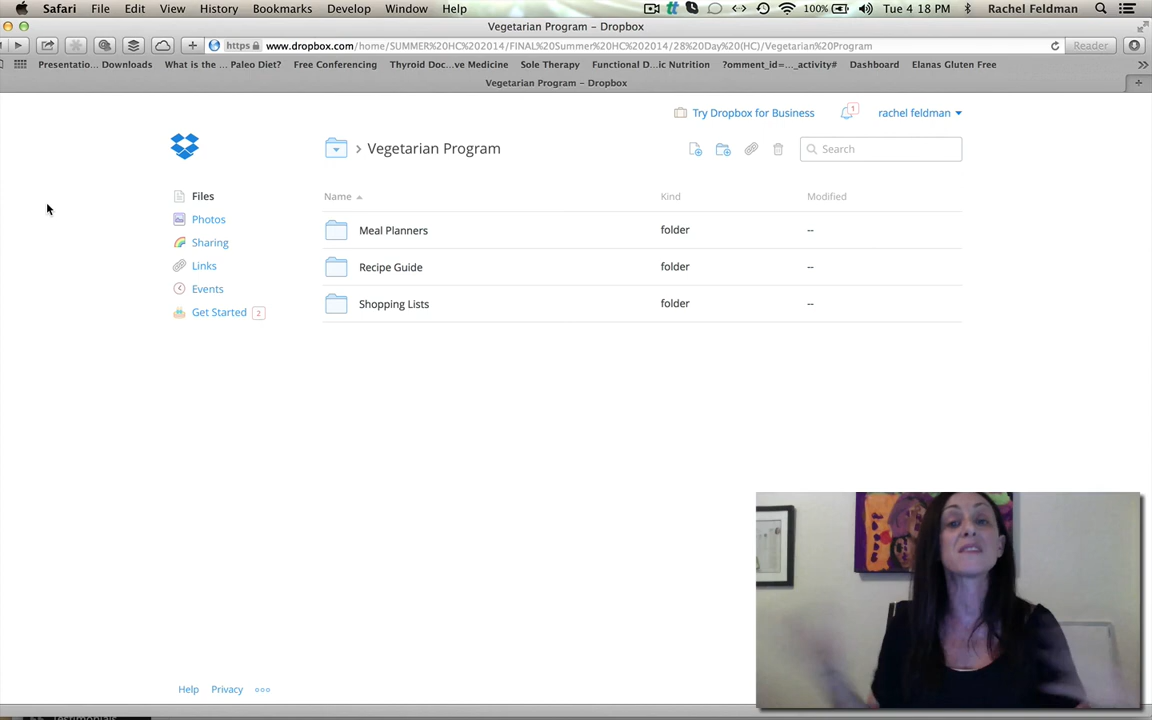 Safari File Edit View History Bookmarks Develop Window Help 100% Tue 4 18 PM Rachel Feldman
Vegetarian Program – Dropbox
https www.dropbox.com/home/SUMMER%20HC%202014/FINAL%20Summer%20HC%202014/28%20Day%20(HC)/Vegetarian%20Program Reader
Presentatio... Downloads What is the ... Paleo Diet? Free Conferencing Thyroid Doc...ve Medicine Sole Therapy Functional D...ic Nutrition ?omment_id=..._activity# Dashboard Elanas Gluten Free
Vegetarian Program – Dropbox
Try Dropbox for Business 1 rachel feldman
Vegetarian Program Search
Files
Photos
Sharing
Links
Events
Get Started 2
Name Kind Modified
Meal Planners folder --
Recipe Guide folder --
Shopping Lists folder --
Help Privacy